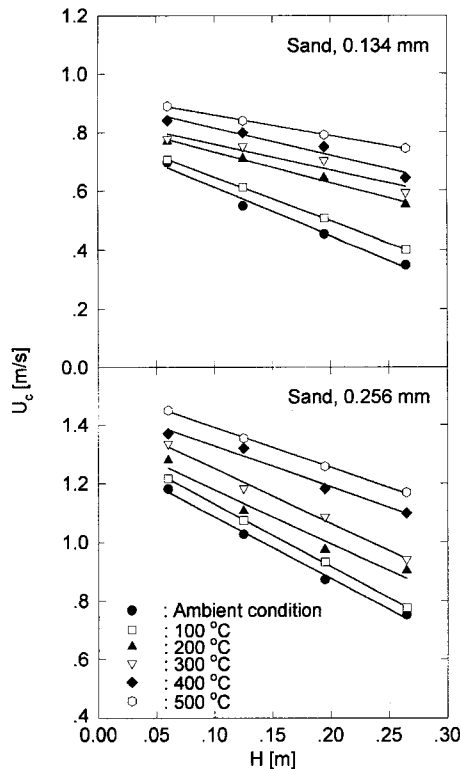 1.2
Sand, 0.134 mm
1.0
.8
.6
.4
.2
0.0
U_c [m/s]
Sand, 0.256 mm
1.4
1.2
1.0
.8
.6
.4
● : Ambient condition
□ : 100 °C
▲ : 200 °C
▽ : 300 °C
◆ : 400 °C
○ : 500 °C
0.00 .05 .10 .15 .20 .25 .30
H [m]